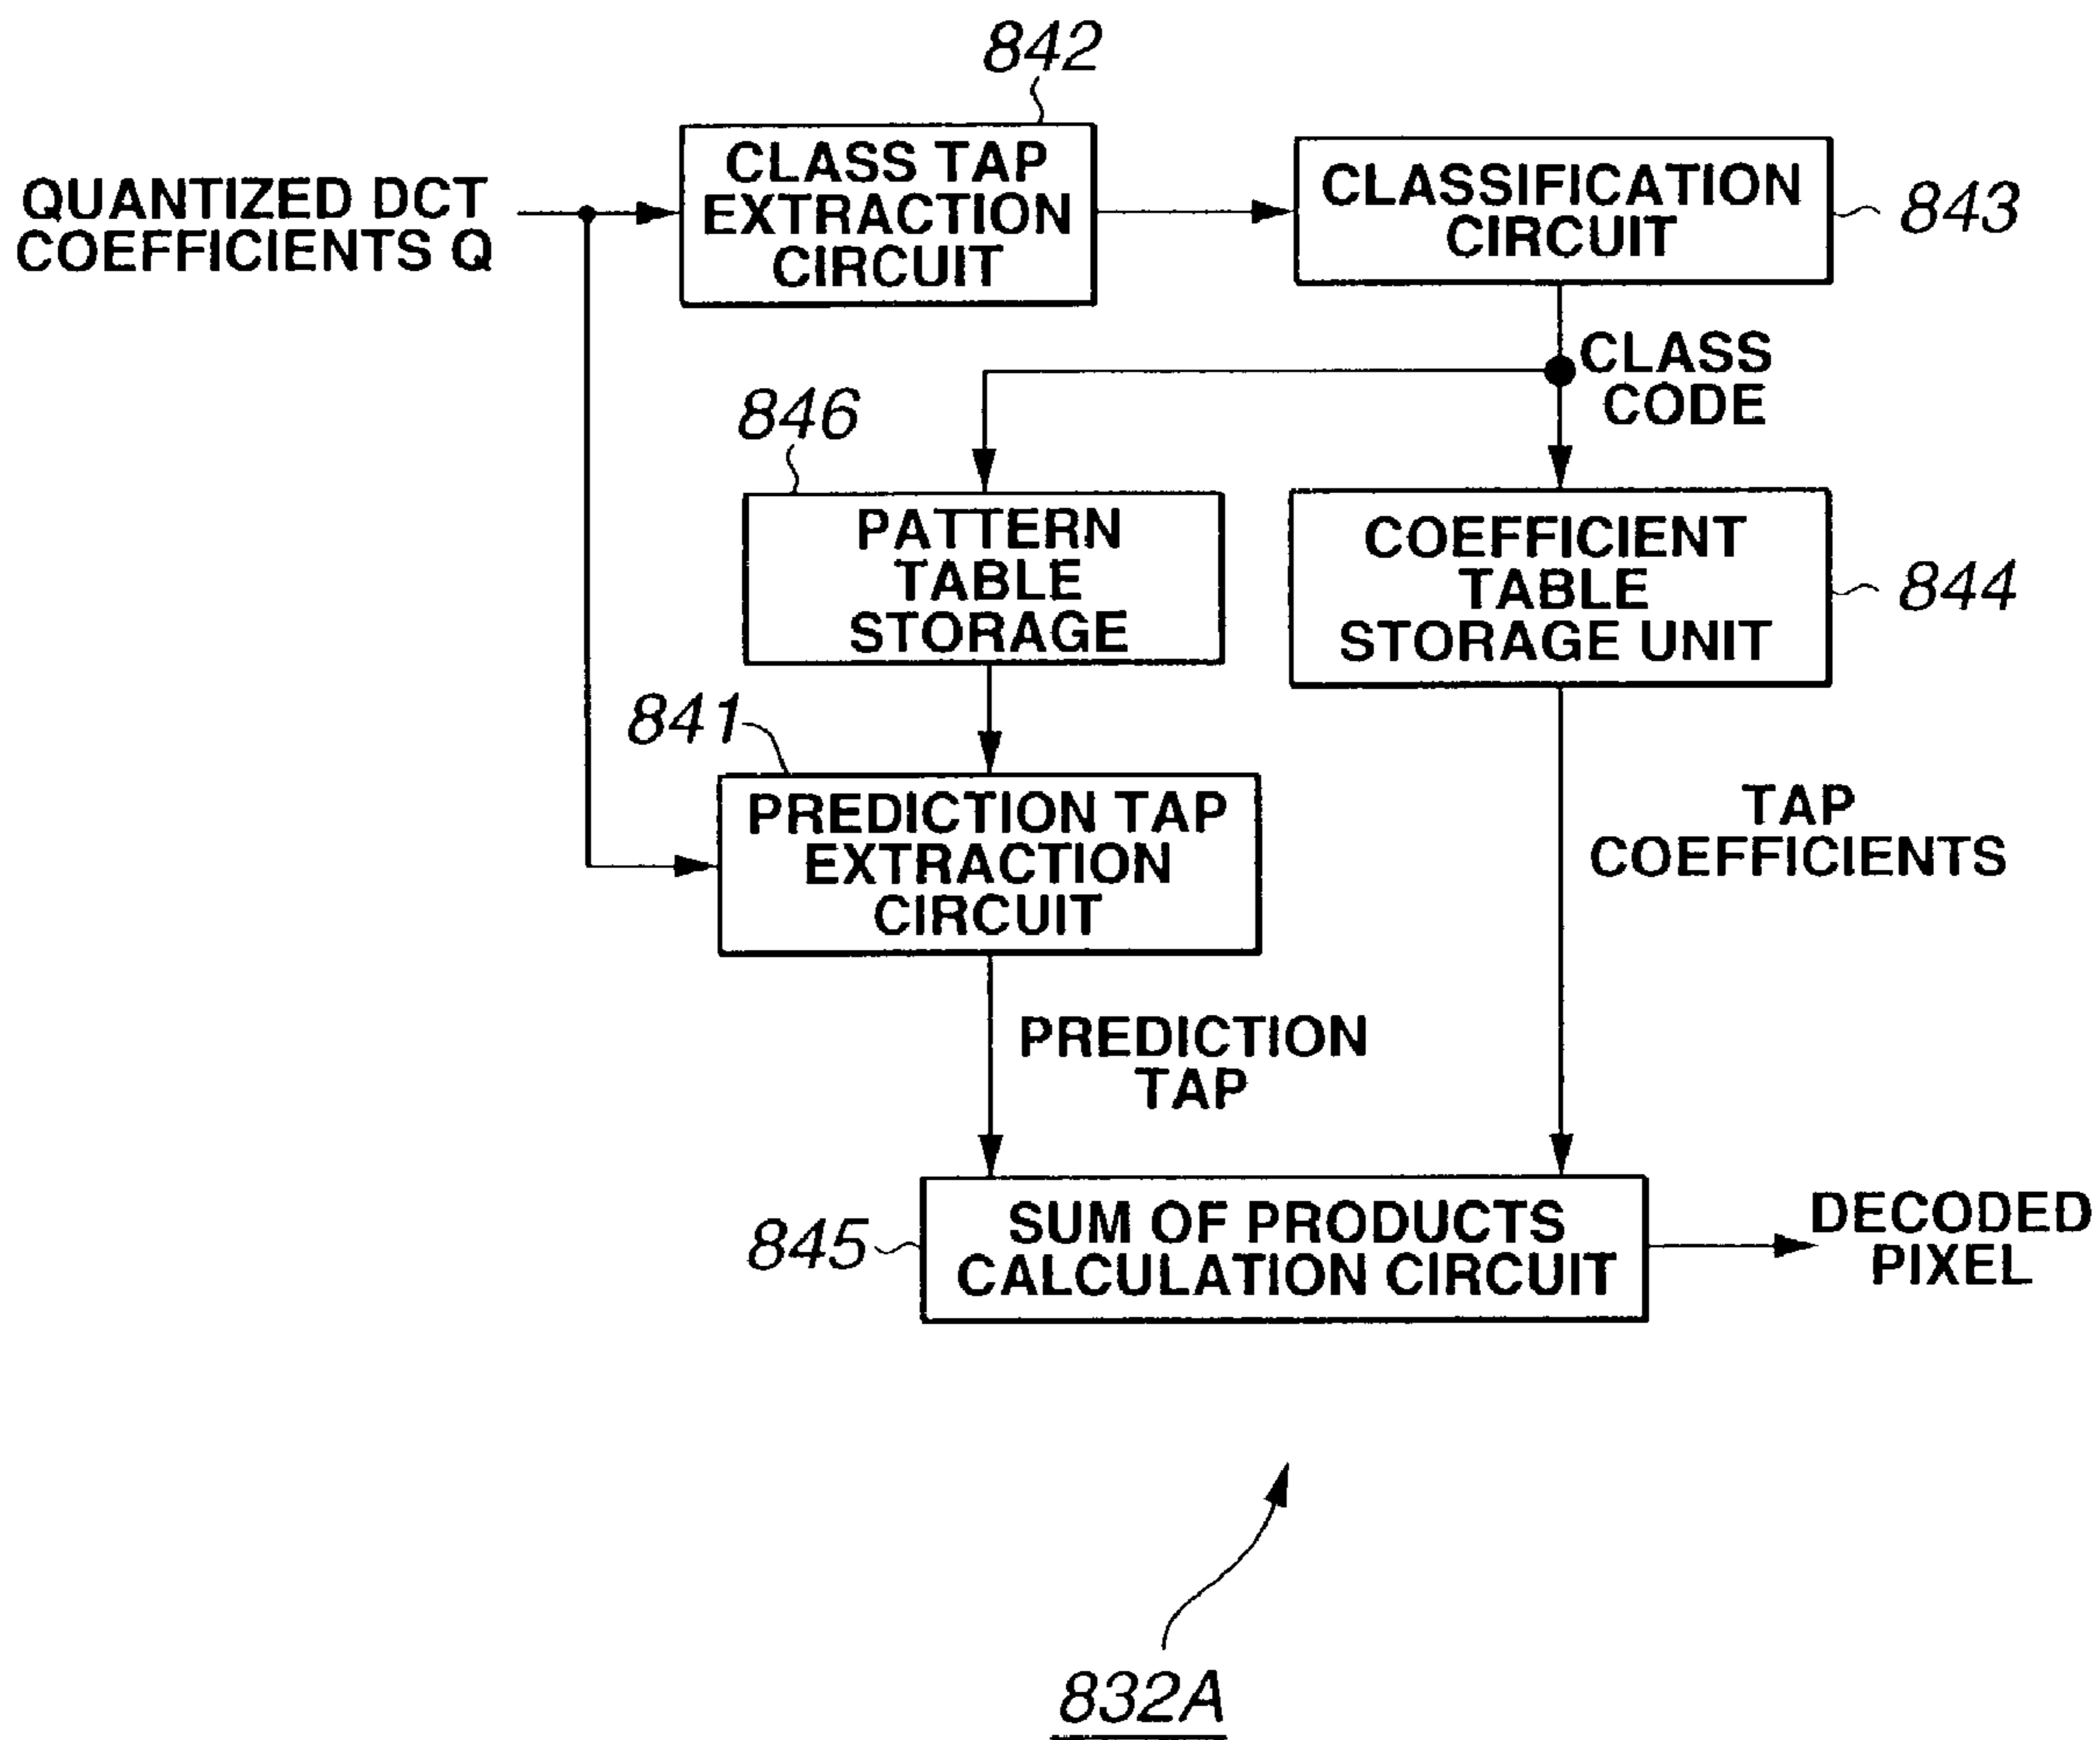 842
CLASS TAP
EXTRACTION
CIRCUIT
QUANTIZED DCT
COEFFICIENTS Q
CLASSIFICATION
CIRCUIT
843
CLASS
CODE
846
PATTERN
TABLE
STORAGE
COEFFICIENT
TABLE
STORAGE UNIT
844
841
PREDICTION TAP
EXTRACTION
CIRCUIT
TAP
COEFFICIENTS
PREDICTION
TAP
845
SUM OF PRODUCTS
CALCULATION CIRCUIT
DECODED
PIXEL
832A